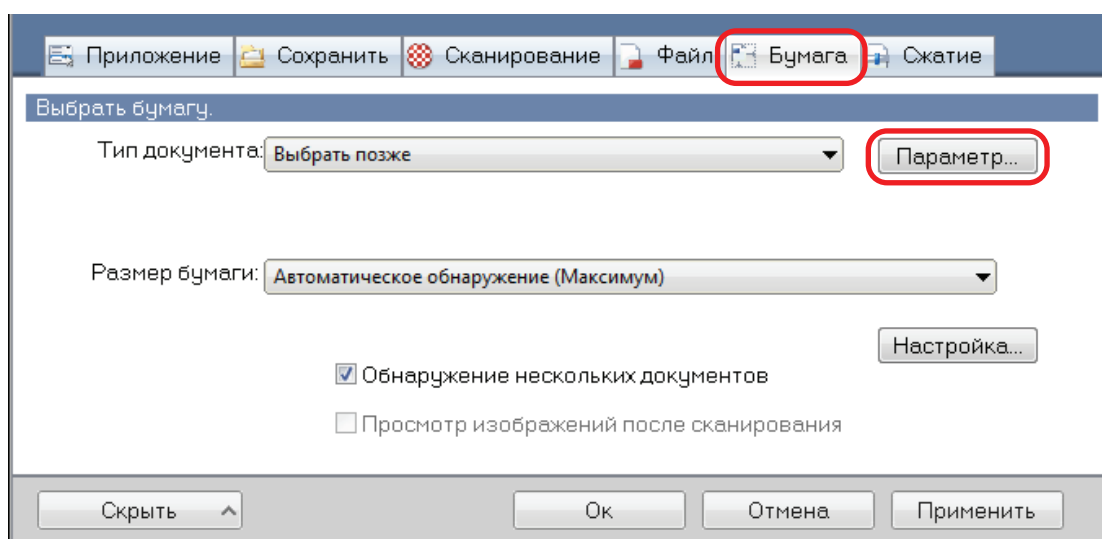 Приложение Сохранить Сканирование Файл Бумага Сжатие
Выбрать бумагу.
Тип документа: Выбрать позже Параметр...
Размер бумаги: Автоматическое обнаружение (Максимум)
Настройка...
Обнаружение нескольких документов
Просмотр изображений после сканирования
Скрыть Ок Отмена Применить